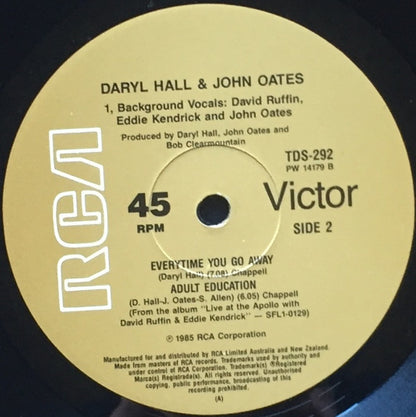 DARYL HALL & JOHN OATES
1, Background Vocals: David Ruffin,
Eddie Kendrick and John Oates
Produced by Daryl Hall, John Oates and
Bob Clearmountain
TDS-292
PW 14179 B
RCA
45
RPM
Victor
SIDE 2
EVERYTIME YOU GO AWAY
(Daryl Hall) (7.08) Chappell
ADULT EDUCATION
(D. Hall-J. Oates-S. Allen) (6.05) Chappell
(From the album "Live at the Apollo with
David Ruffin & Eddie Kendrick" — SFL1-0129)
℗ 1985 RCA Corporation
Manufactured for and distributed by RCA Limited Australia and New Zealand.
Made from masters of RCA records. Trademarks used by authority and
under control of RCA Corporation. Trademark(s) ®Registered
Marca(s) Registrada(s). All rights reserved. Unauthorised
copying, public performance, broadcasting of this
recording prohibited.
(A)